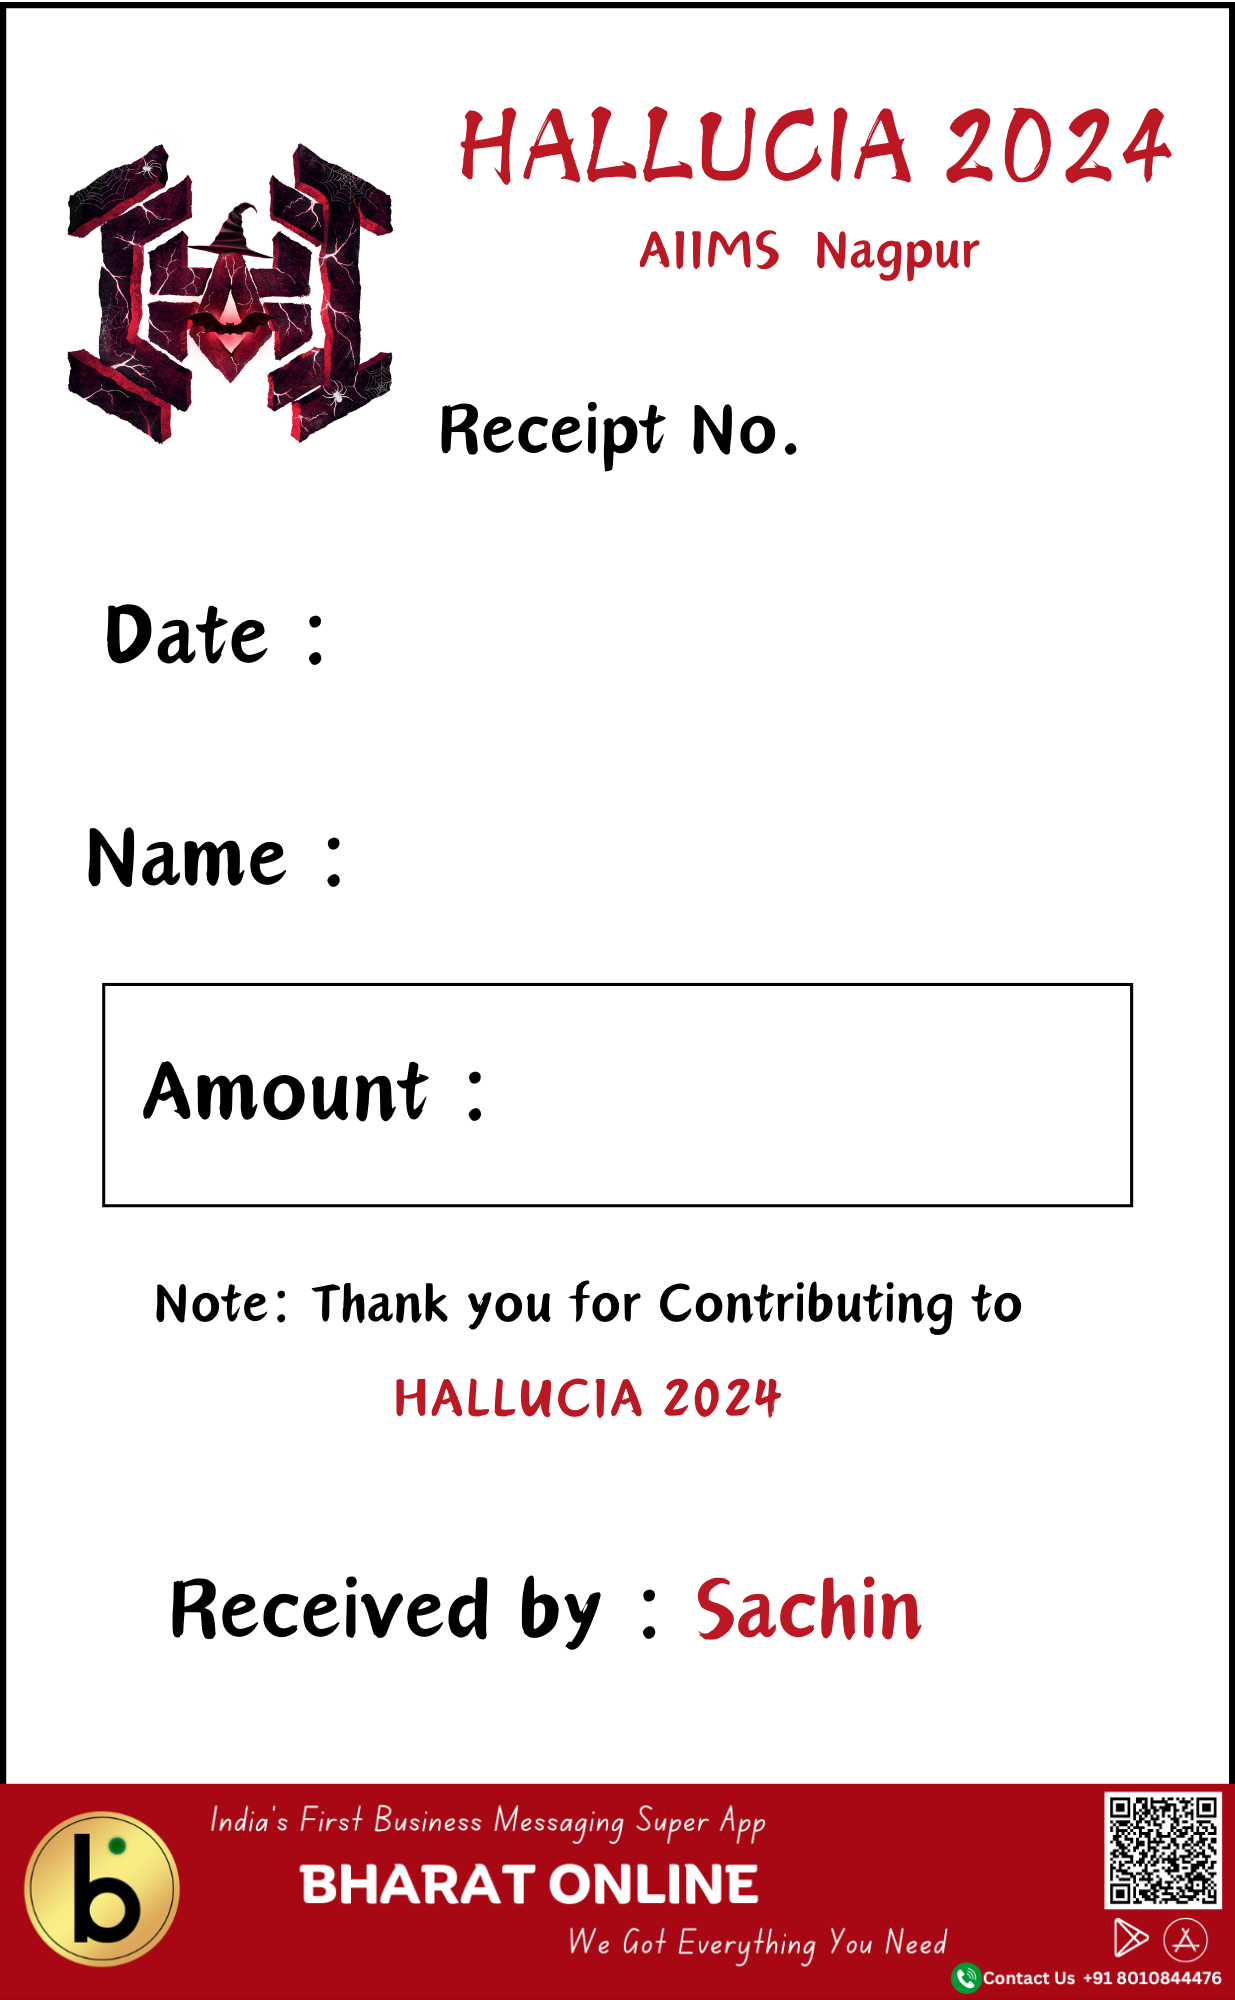 HALLUCIA 2024
AIIMS Nagpur
Receipt No.
Date :
Name :
Amount :
Note: Thank you for Contributing to
HALLUCIA 2024
Received by : Sachin
India's First Business Messaging Super App
b
BHARAT ONLINE
We Got Everything You Need
Contact Us +91 8010844476